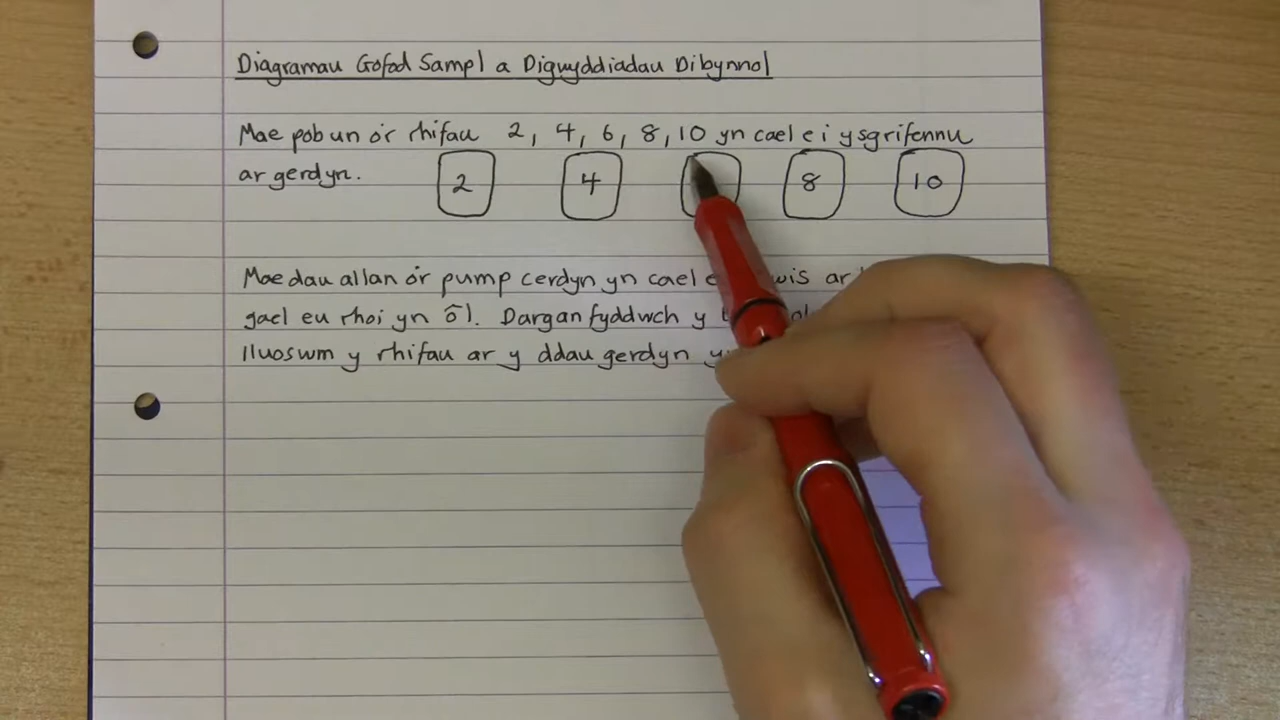 Diagramau Gofod Sampl a Digwyddiadau Dibynnol
Mae pob un o'r rhifau 2, 4, 6, 8, 10 yn cael ei ysgrifennu
ar gerdyn. 2 4 8 10
Mae dau allan o'r pump cerdyn yn cael ar
gael eu rhoi yn ôl. Darganfyddwch y
lluoswm y rhifau ar y ddau gerdyn